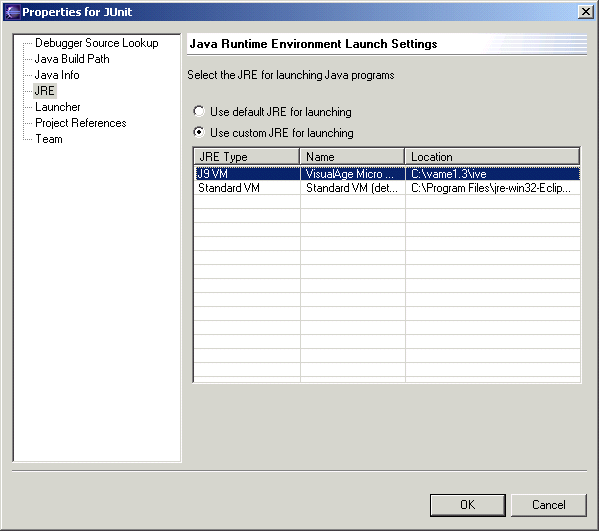 Properties for JUnit
Debugger Source Lookup
Java Build Path
Java Info
JRE
Launcher
Project References
Team
Java Runtime Environment Launch Settings
Select the JRE for launching Java programs
Use default JRE for launching
Use custom JRE for launching
JRE Type Name Location
J9 VM VisualAge Micro ... C:\vame1.3\ive
Standard VM Standard VM (det... C:\Program Files\jre-win32-Eclip...
OK Cancel